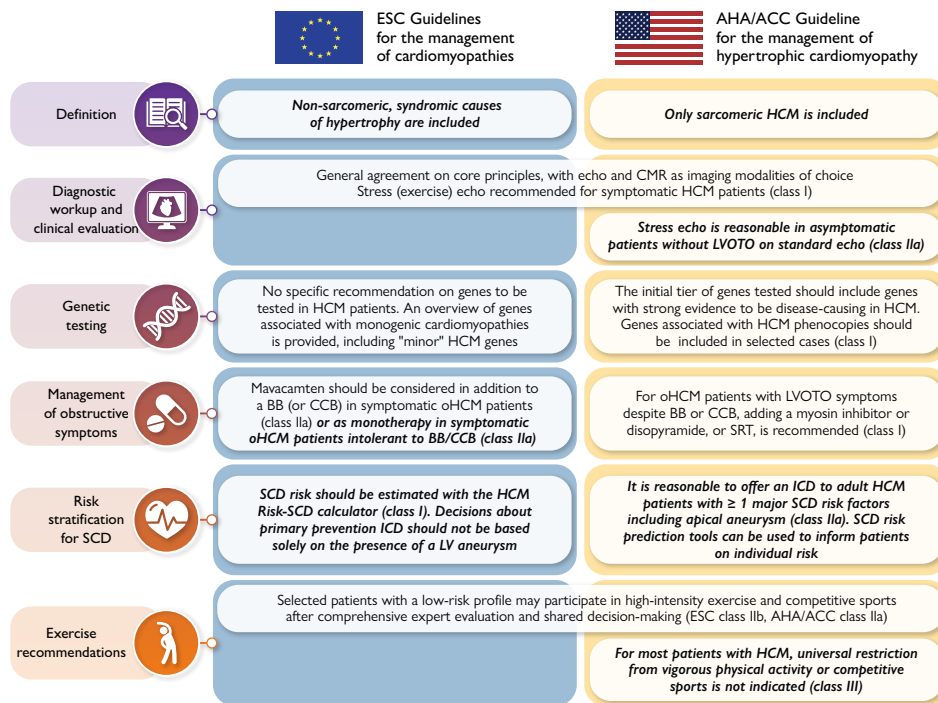 ESC Guidelines
for the management
of cardiomyopathies
AHA/ACC Guideline
for the management of
hypertrophic cardiomyopathy
Definition
Non-sarcomeric, syndromic causes
of hypertrophy are included
Only sarcomeric HCM is included
Diagnostic
workup and
clinical evaluation
General agreement on core principles, with echo and CMR as imaging modalities of choice
Stress (exercise) echo recommended for symptomatic HCM patients (class I)
Stress echo is reasonable in asymptomatic
patients without LVOTO on standard echo (class IIa)
Genetic
testing
No specific recommendation on genes to be
tested in HCM patients. An overview of genes
associated with monogenic cardiomyopathies
is provided, including "minor" HCM genes
The initial tier of genes tested should include genes
with strong evidence to be disease-causing in HCM.
Genes associated with HCM phenocopies should
be included in selected cases (class I)
Management
of obstructive
symptoms
Mavacamten should be considered in addition to
a BB (or CCB) in symptomatic oHCM patients
(class IIa) or as monotherapy in symptomatic
oHCM patients intolerant to BB/CCB (class IIa)
For oHCM patients with LVOTO symptoms
despite BB or CCB, adding a myosin inhibitor or
disopyramide, or SRT, is recommended (class I)
Risk
stratification
for SCD
SCD risk should be estimated with the HCM
Risk-SCD calculator (class I). Decisions about
primary prevention ICD should not be based
solely on the presence of a LV aneurysm
It is reasonable to offer an ICD to adult HCM
patients with ≥ 1 major SCD risk factors
including apical aneurysm (class IIa). SCD risk
prediction tools can be used to inform patients
on individual risk
Exercise
recommendations
Selected patients with a low-risk profile may participate in high-intensity exercise and competitive sports
after comprehensive expert evaluation and shared decision-making (ESC class IIb, AHA/ACC class IIa)
For most patients with HCM, universal restriction
from vigorous physical activity or competitive
sports is not indicated (class III)